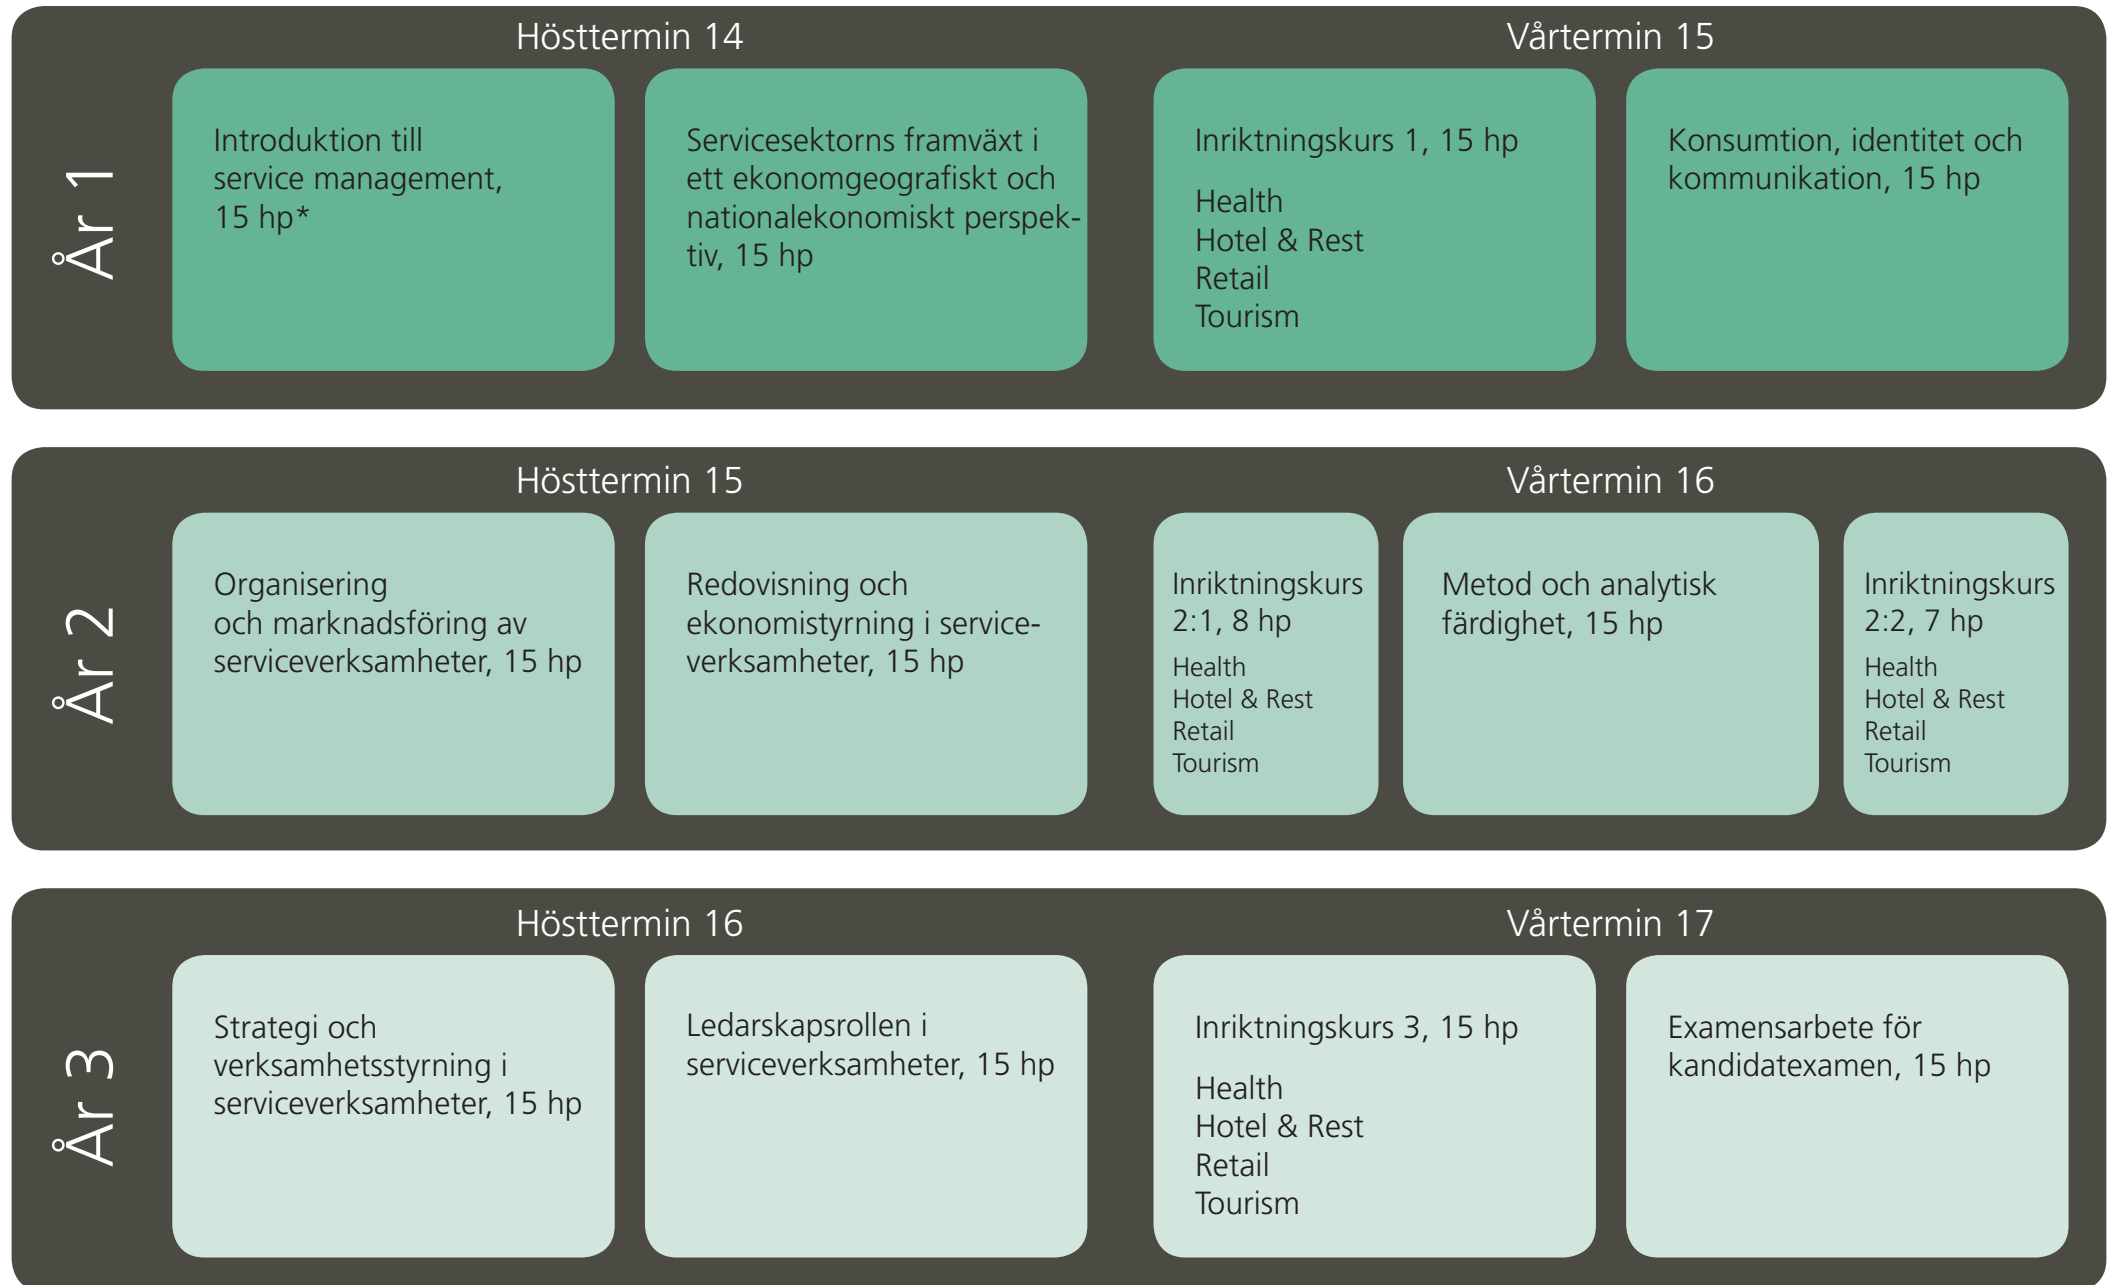 Hösttermin 14
Vårtermin 15
År 1
Introduktion till
service management,
15 hp*
Servicesektorns framväxt i
ett ekonomgeografiskt och
nationalekonomiskt perspek-
tiv, 15 hp
Inriktningskurs 1, 15 hp
Health
Hotel & Rest
Retail
Tourism
Konsumtion, identitet och
kommunikation, 15 hp
Hösttermin 15
Vårtermin 16
År 2
Organisering
och marknadsföring av
serviceverksamheter, 15 hp
Redovisning och
ekonomistyrning i service-
verksamheter, 15 hp
Inriktningskurs
2:1, 8 hp
Health
Hotel & Rest
Retail
Tourism
Metod och analytisk
färdighet, 15 hp
Inriktningskurs
2:2, 7 hp
Health
Hotel & Rest
Retail
Tourism
Hösttermin 16
Vårtermin 17
År 3
Strategi och
verksamhetsstyrning i
serviceverksamheter, 15 hp
Ledarskapsrollen i
serviceverksamheter, 15 hp
Inriktningskurs 3, 15 hp
Health
Hotel & Rest
Retail
Tourism
Examensarbete för
kandidatexamen, 15 hp